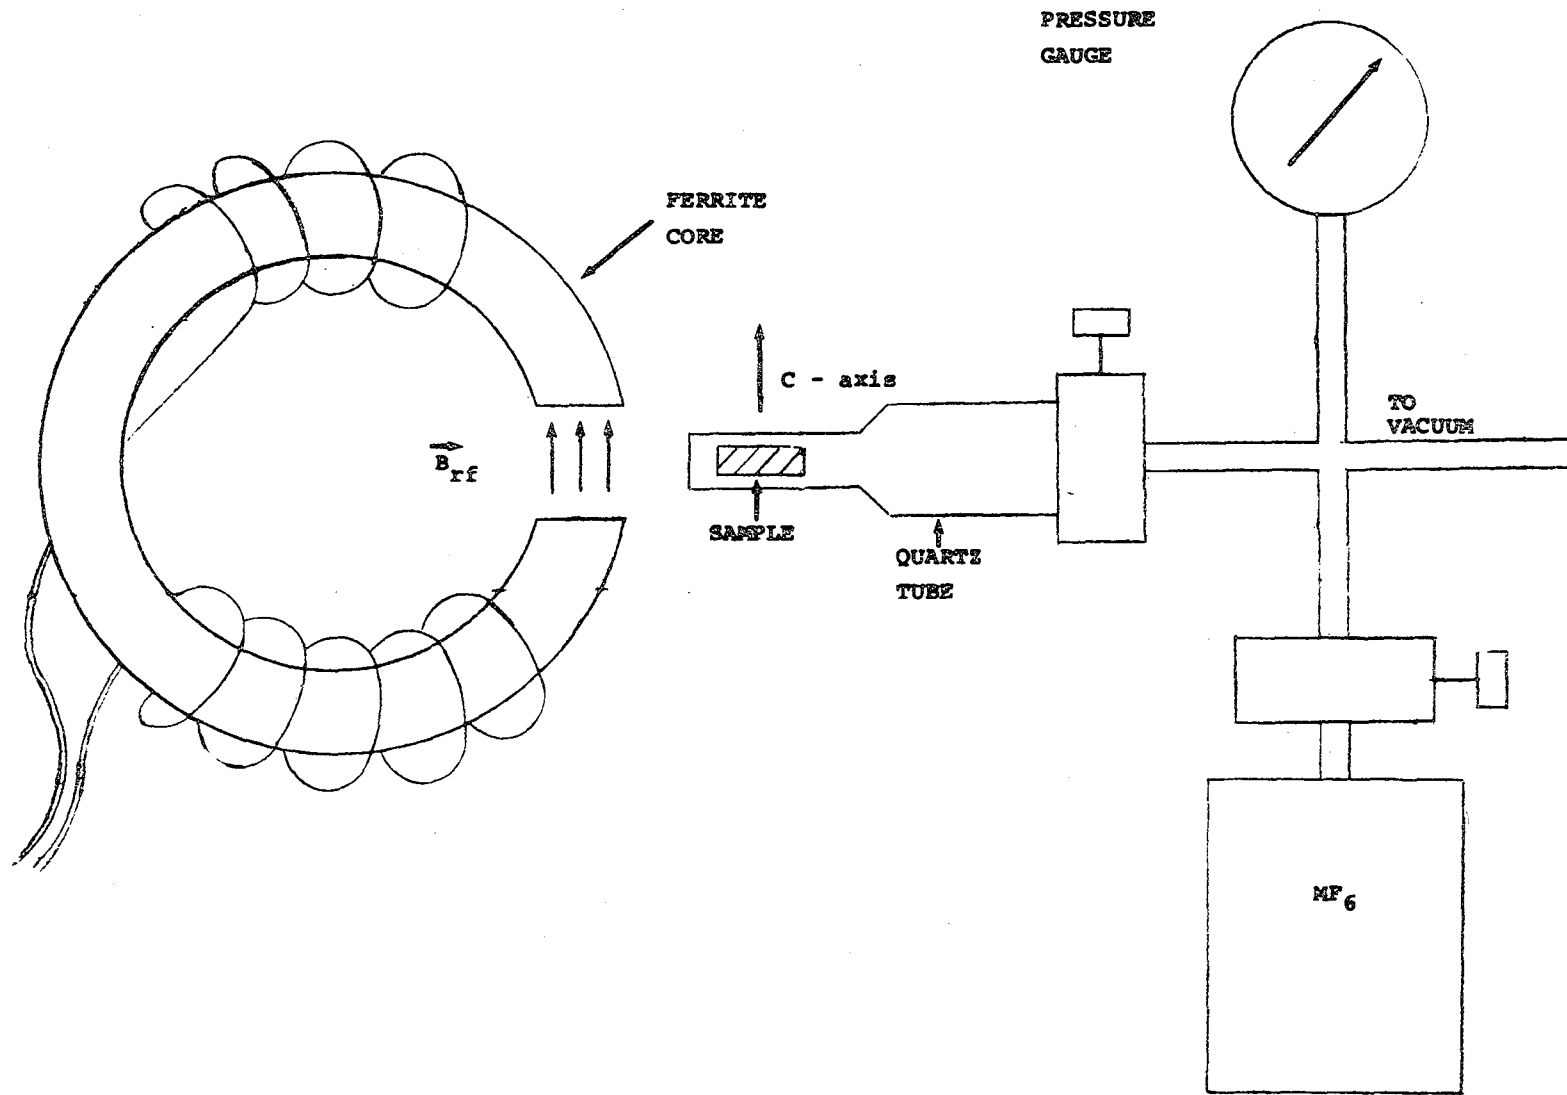 PRESSURE
GAUGE
FERRITE
CORE
C - axis
TO
VACUUM
B rf
SAMPLE
QUARTZ
TUBE
MF6